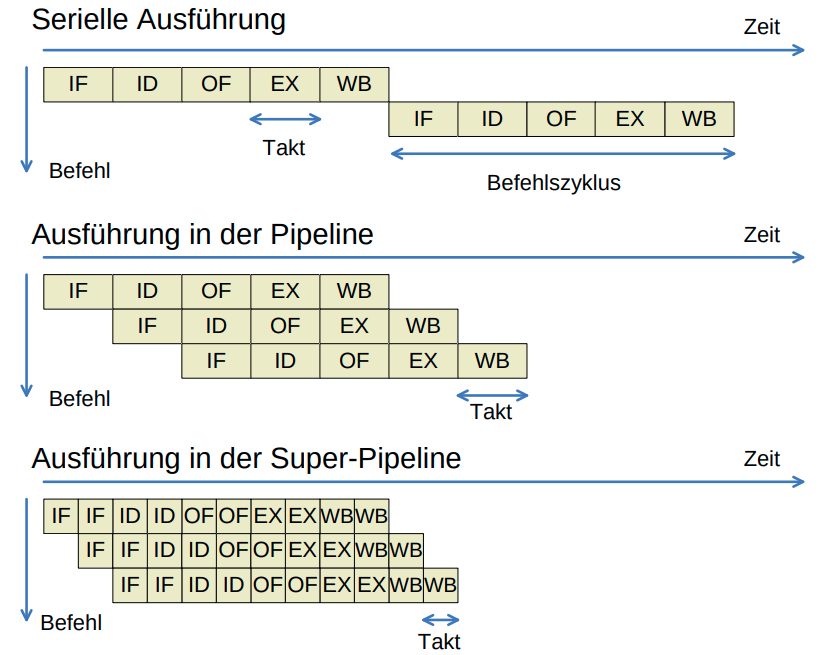 Serielle Ausführung
Zeit
IF ID OF EX WB
IF ID OF EX WB
Takt
Befehl
Befehlszyklus
Ausführung in der Pipeline
Zeit
IF ID OF EX WB
IF ID OF EX WB
IF ID OF EX WB
Befehl
Takt
Ausführung in der Super-Pipeline
Zeit
IF IF ID ID OF OF EX EX WB WB
IF IF ID ID OF OF EX EX WB WB
IF IF ID ID OF OF EX EX WB WB
Befehl
Takt